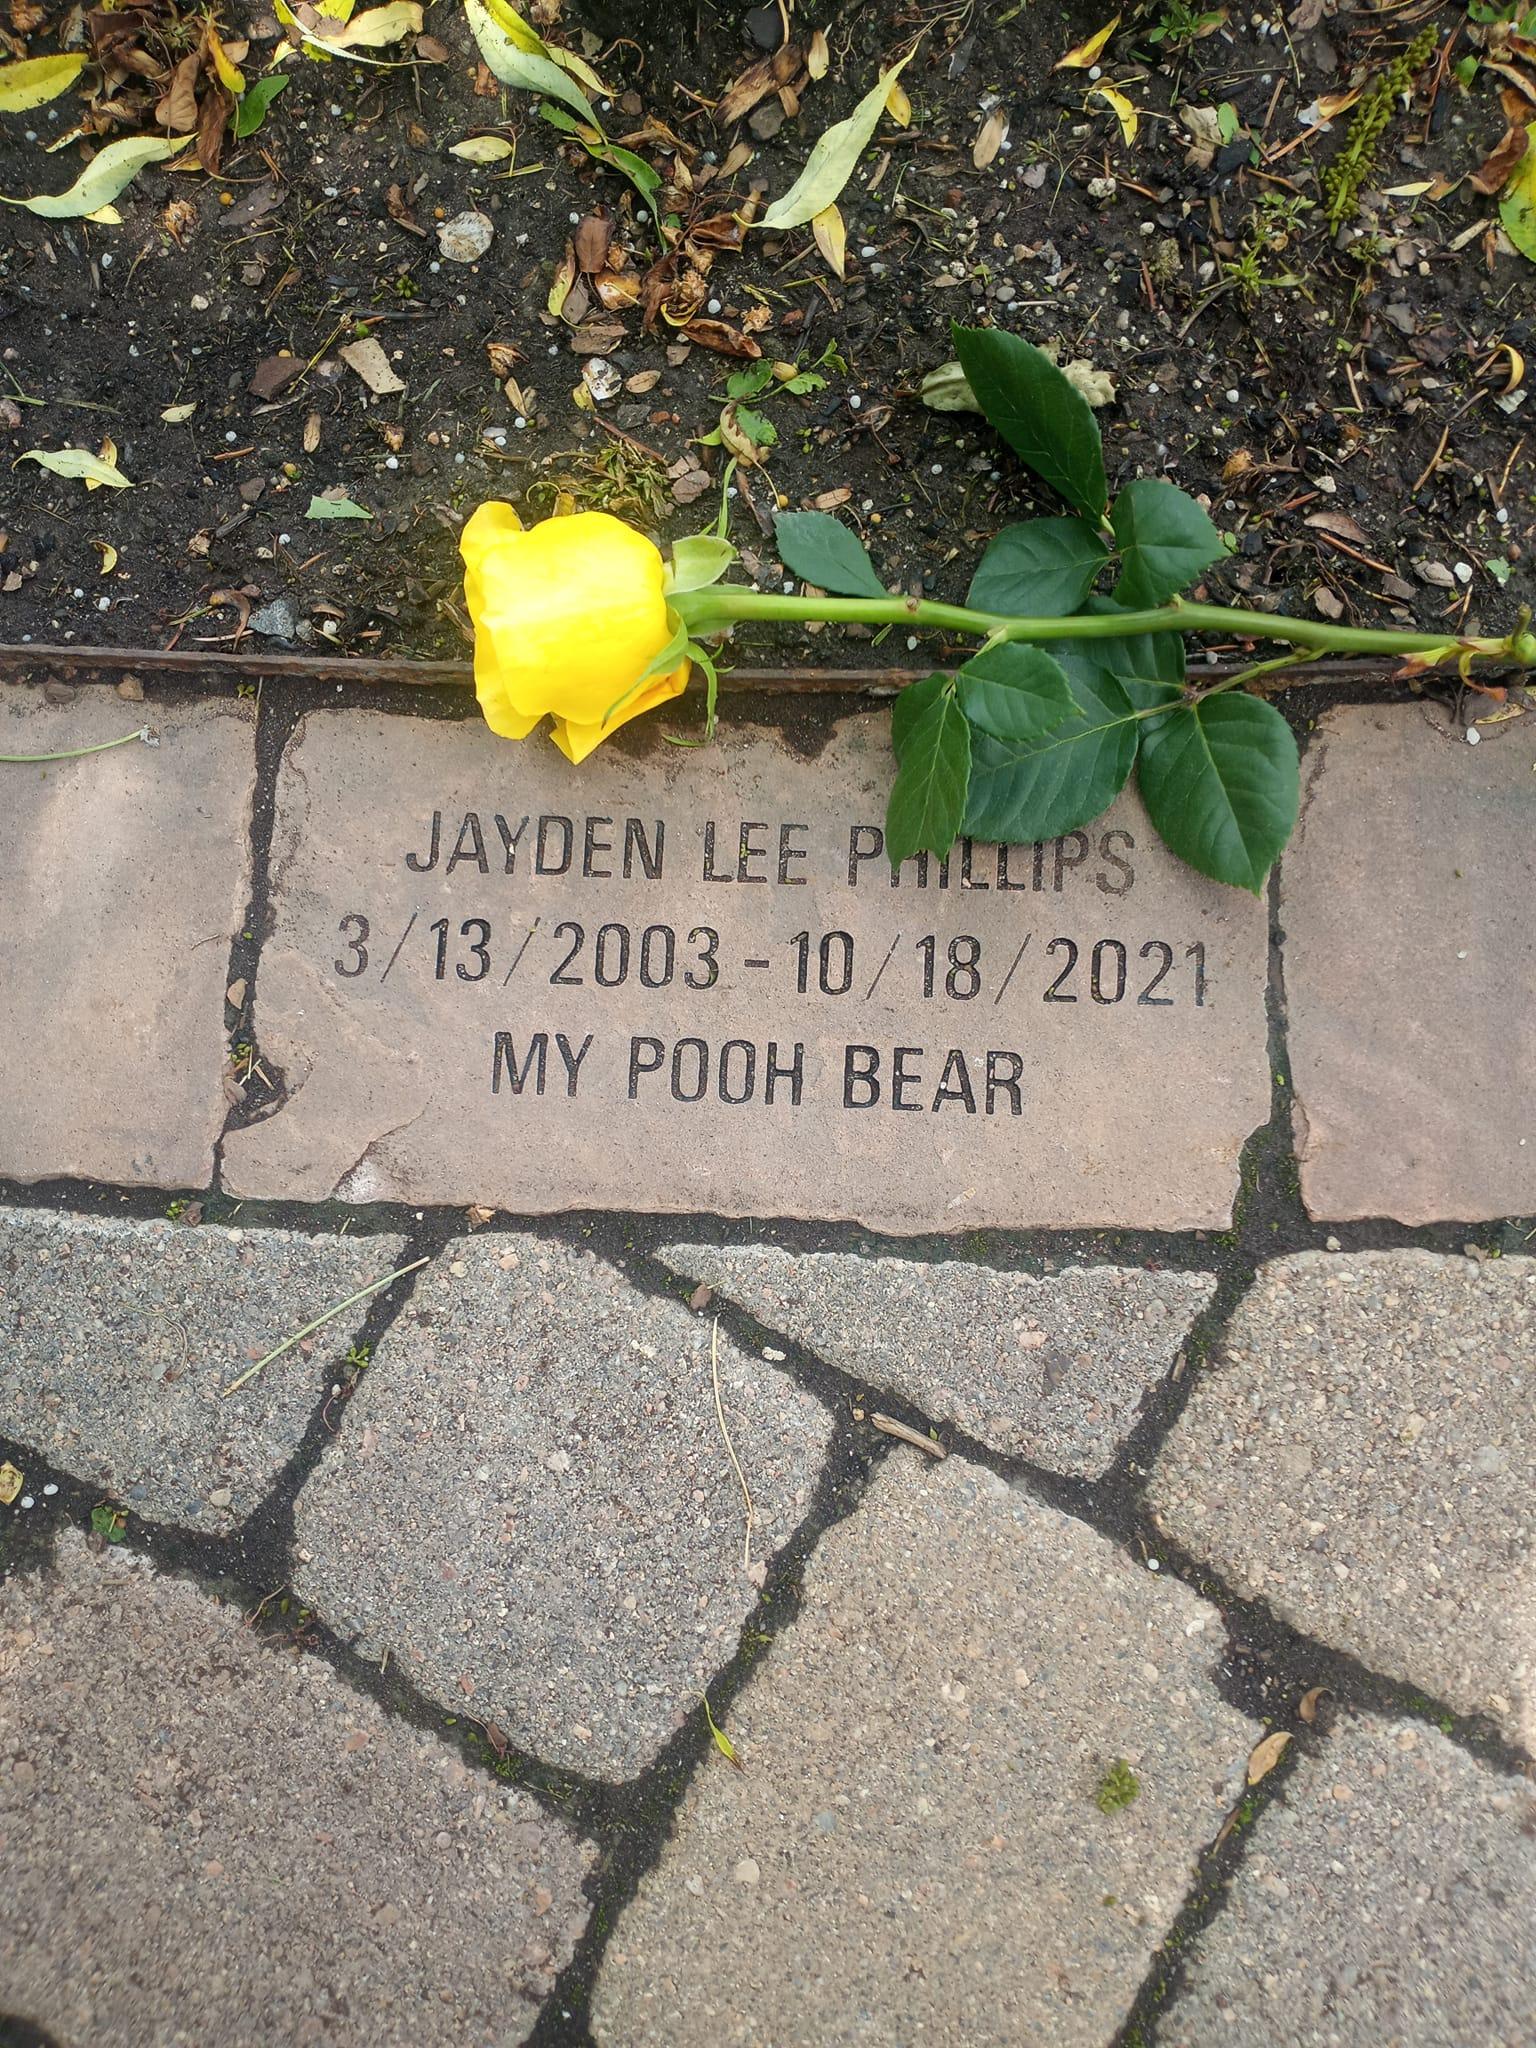 JAYDEN LEE PHILLIPS
3/13/2003-10/18/2021
MY POOH BEAR